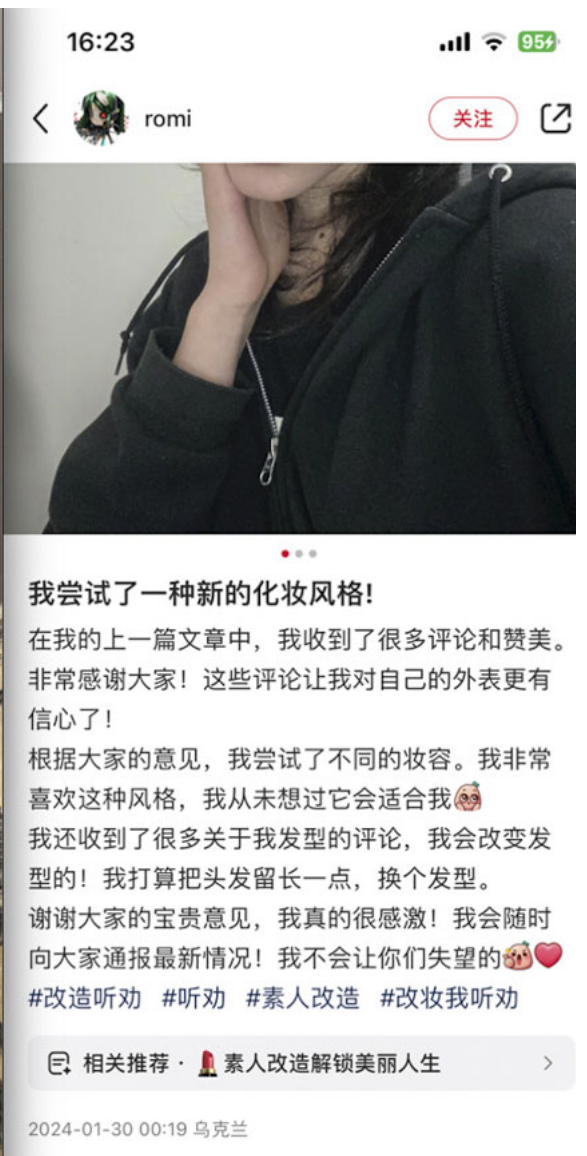 16:23
95
romi
关注
我尝试了一种新的化妆风格!
在我的上一篇文章中，我收到了很多评论和赞美。
非常感谢大家！这些评论让我对自己的外表更有
信心了！
根据大家的意见，我尝试了不同的妆容。我非常
喜欢这种风格，我从未想过它会适合我
我还收到了很多关于我发型的评论，我会改变发
型的！我打算把头发留长一点，换个发型。
谢谢大家的宝贵意见，我真的很感激！我会随时
向大家通报最新情况！我不会让你们失望的❤️
#改造听劝 #听劝 #素人改造 #改妆我听劝
相关推荐 · 💄素人改造解锁美丽人生
2024-01-30 00:19 乌克兰